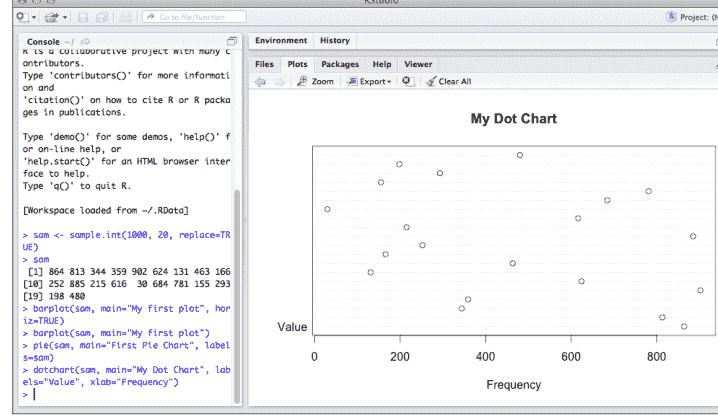 RStudio
Go to file/function
Project: (N
Console ~/
R is a collaborative project with many c
ontributors.
Type 'contributors()' for more informati
on and
'citation()' on how to cite R or R packa
ges in publications.
Type 'demo()' for some demos, 'help()' f
or on-line help, or
'help.start()' for an HTML browser inter
face to help.
Type 'q()' to quit R.
[Workspace loaded from ~/.RData]
> sam <- sample.int(1000, 20, replace=TR
UE)
> sam
[1] 864 813 344 359 902 624 131 463 166
[10] 252 885 215 616 30 684 781 155 293
[19] 198 480
> barplot(sam, main="My first plot", hor
iz=TRUE)
> barplot(sam, main="My first plot")
> pie(sam, main="First Pie Chart", label
s=sam)
> dotchart(sam, main="My Dot Chart", lab
els="Value", xlab="Frequency")
>
Environment History
Files Plots Packages Help Viewer
Zoom Export Clear All
My Dot Chart
Value
0 200 400 600 800
Frequency